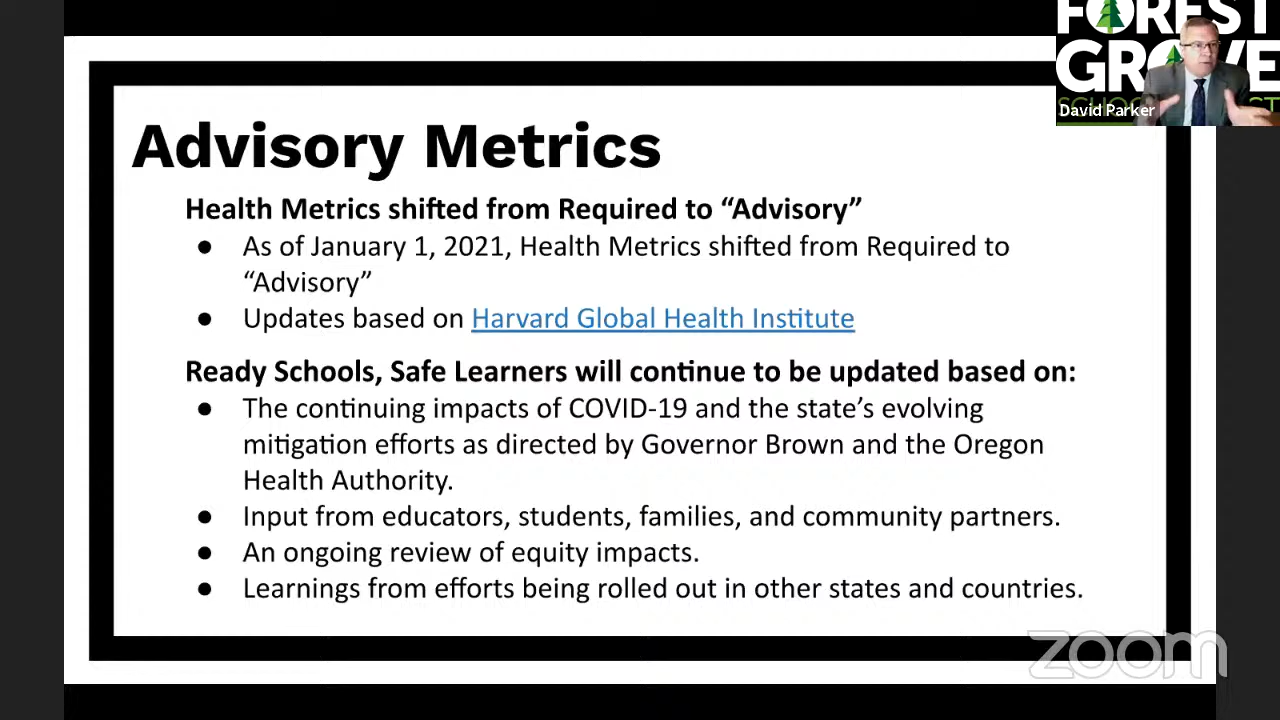 FOREST
GROVE
SCHO
David Parker
Advisory Metrics
Health Metrics shifted from Required to “Advisory”
● As of January 1, 2021, Health Metrics shifted from Required to
“Advisory”
● Updates based on Harvard Global Health Institute
Ready Schools, Safe Learners will continue to be updated based on:
● The continuing impacts of COVID-19 and the state’s evolving
mitigation efforts as directed by Governor Brown and the Oregon
Health Authority.
● Input from educators, students, families, and community partners.
● An ongoing review of equity impacts.
● Learnings from efforts being rolled out in other states and countries.
zoom